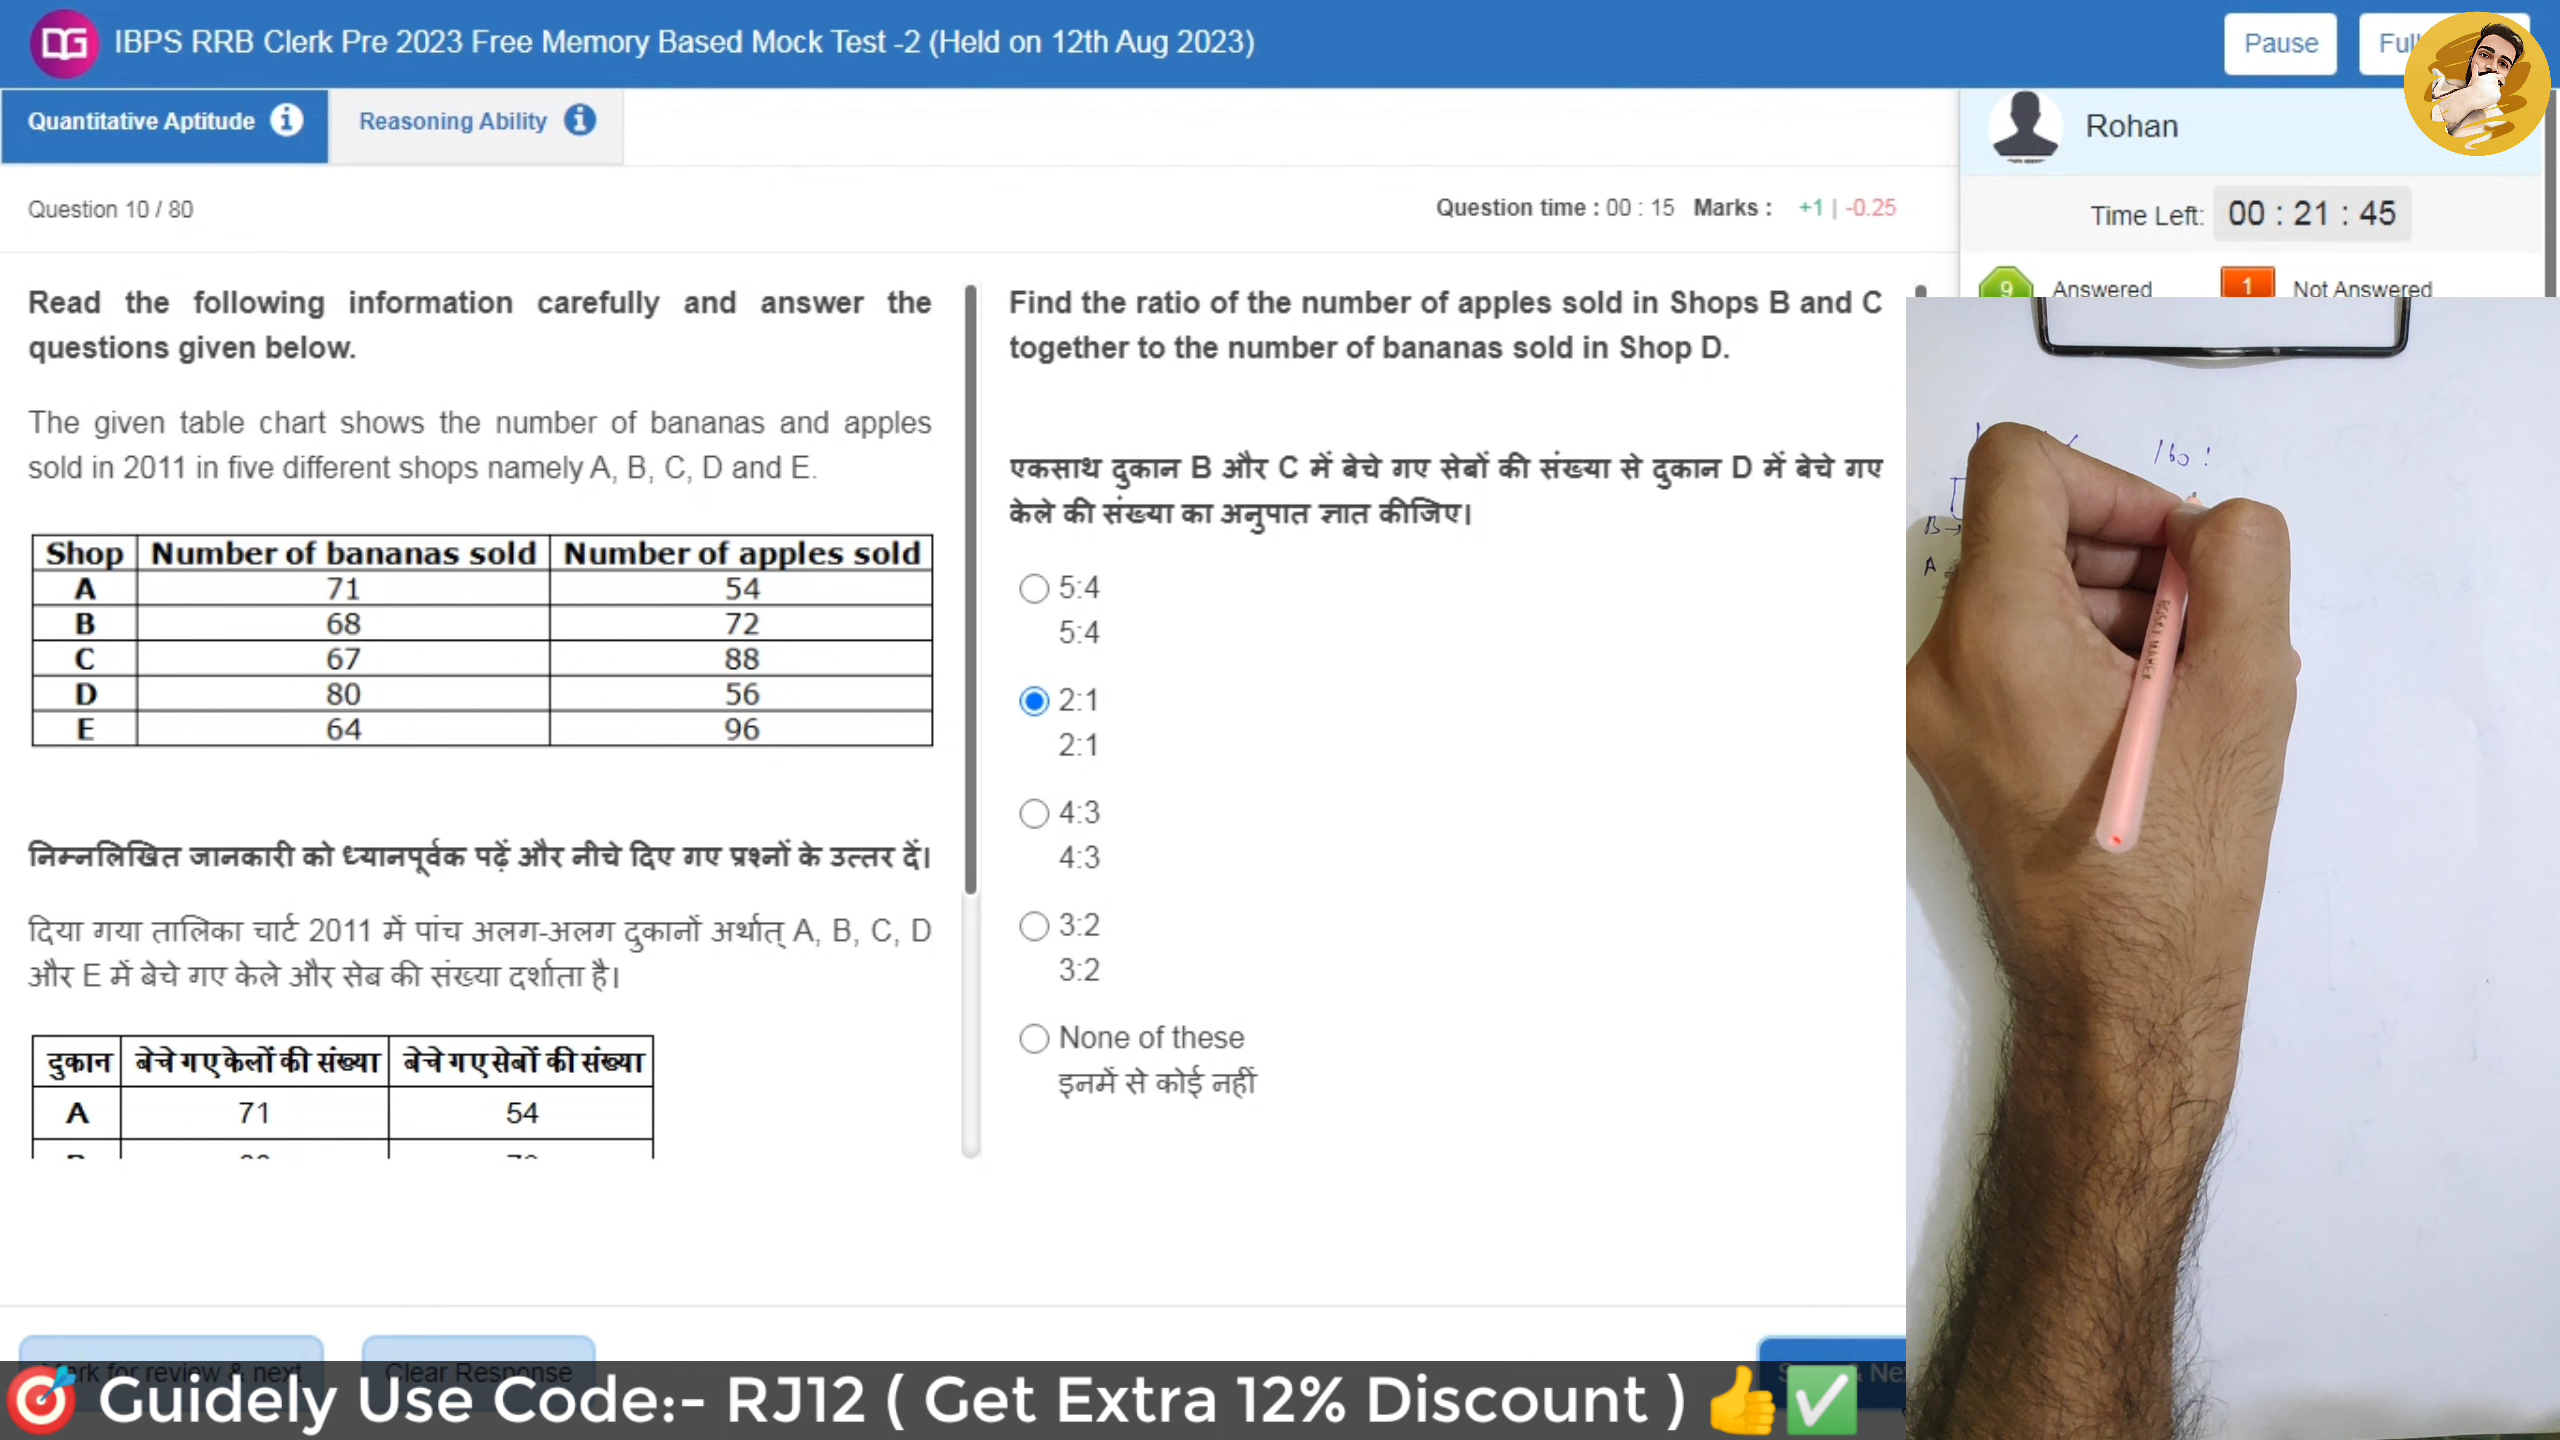 DG IBPS RRB Clerk Pre 2023 Free Memory Based Mock Test -2 (Held on 12th Aug 2023)
Pause
Quantitative Aptitude i
Reasoning Ability i
Rohan
Question 10 / 80
Question time : 00 : 15 Marks : +1 | -0.25
Time Left: 00 : 21 : 45
9 Answered 1 Not Answered
Read the following information carefully and answer the
questions given below.
The given table chart shows the number of bananas and apples
sold in 2011 in five different shops namely A, B, C, D and E.
Shop Number of bananas sold Number of apples sold
A 71 54
B 68 72
C 67 88
D 80 56
E 64 96
निम्नलिखित जानकारी को ध्यानपूर्वक पढ़ें और नीचे दिए गए प्रश्नों के उत्तर दें।
दिया गया तालिका चार्ट 2011 में पांच अलग-अलग दुकानों अर्थात् A, B, C, D
और E में बेचे गए केले और सेब की संख्या दर्शाता है।
दुकान बेचे गए केलों की संख्या बेचे गए सेबों की संख्या
A 71 54
Find the ratio of the number of apples sold in Shops B and C
together to the number of bananas sold in Shop D.
एकसाथ दुकान B और C में बेचे गए सेबों की संख्या से दुकान D में बेचे गए
केले की संख्या का अनुपात ज्ञात कीजिए।
5:4
5:4
2:1
2:1
4:3
4:3
3:2
3:2
None of these
इनमें से कोई नहीं
160 :
B
A
Mark for review & next
Clear Response
Guidely Use Code:- RJ12 ( Get Extra 12% Discount )